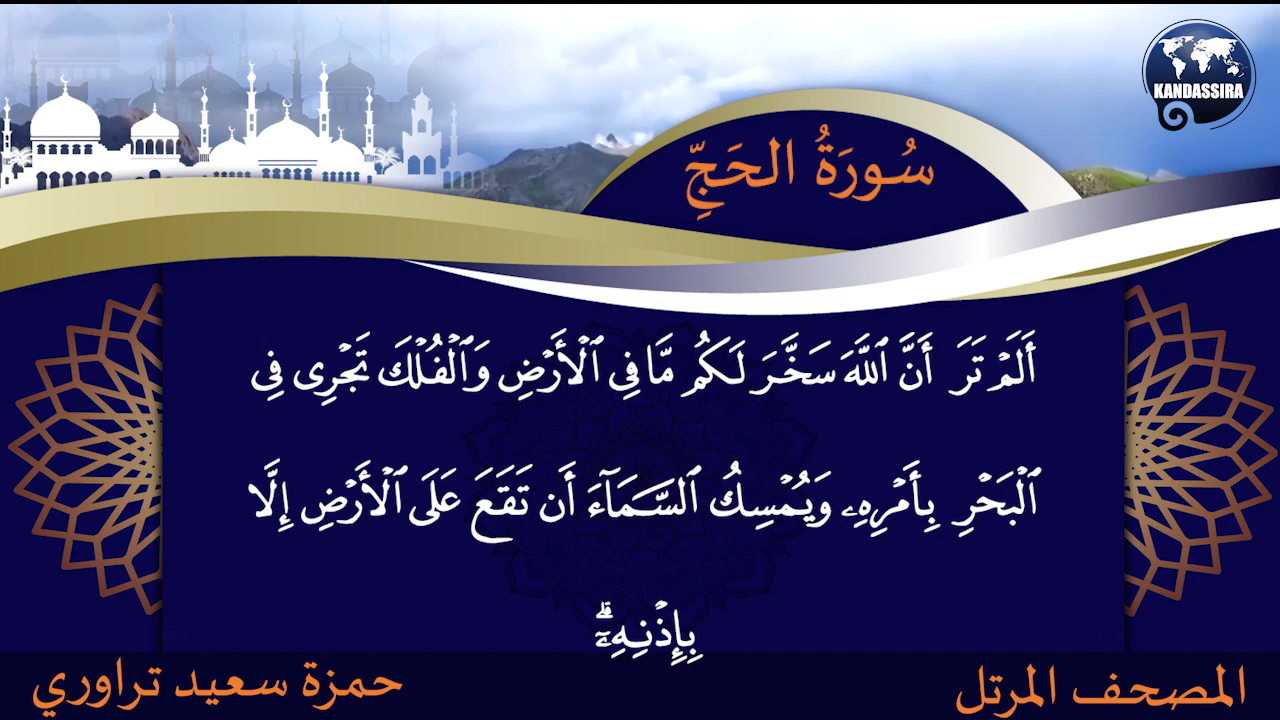 KANDASSIRA
سُورَةُ الحَجِّ
أَلَمْ تَرَ أَنَّ ٱللَّهَ سَخَّرَ لَكُم مَّا فِي ٱلْأَرْضِ وَٱلْفُلْكَ تَجْرِى فِى
ٱلْبَحْرِ بِأَمْرِهِۦ وَيُمْسِكُ ٱلسَّمَآءَ أَن تَقَعَ عَلَى ٱلْأَرْضِ إِلَّا
بِإِذْنِهِۦٓ ۗ
المصحف المرتل
حمزة سعيد تراوري